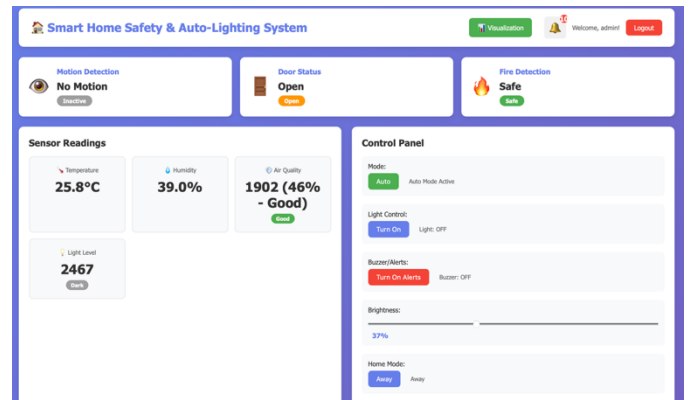 Smart Home Safety & Auto-Lighting System
Visualization
Welcome, admin!
Logout
Motion Detection
No Motion
Inactive
Door Status
Open
Open
Fire Detection
Safe
Safe
Sensor Readings
Temperature
25.8°C
Humidity
39.0%
Air Quality
1902 (46%
- Good)
Good
Light Level
2467
Dark
Control Panel
Mode:
Auto Auto Mode Active
Light Control:
Turn On Light: OFF
Buzzer/Alerts:
Turn On Alerts Buzzer: OFF
Brightness:
37%
Home Mode:
Away Away